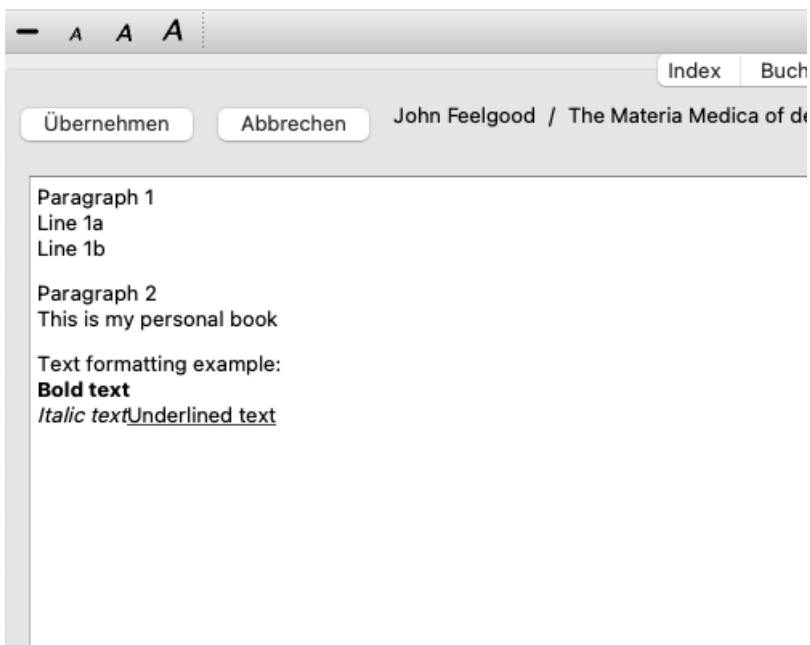 A A A
Index Buch
Übernehmen Abbrechen John Feelgood / The Materia Medica of de
Paragraph 1
Line 1a
Line 1b
Paragraph 2
This is my personal book
Text formatting example:
Bold text
Italic textUnderlined text